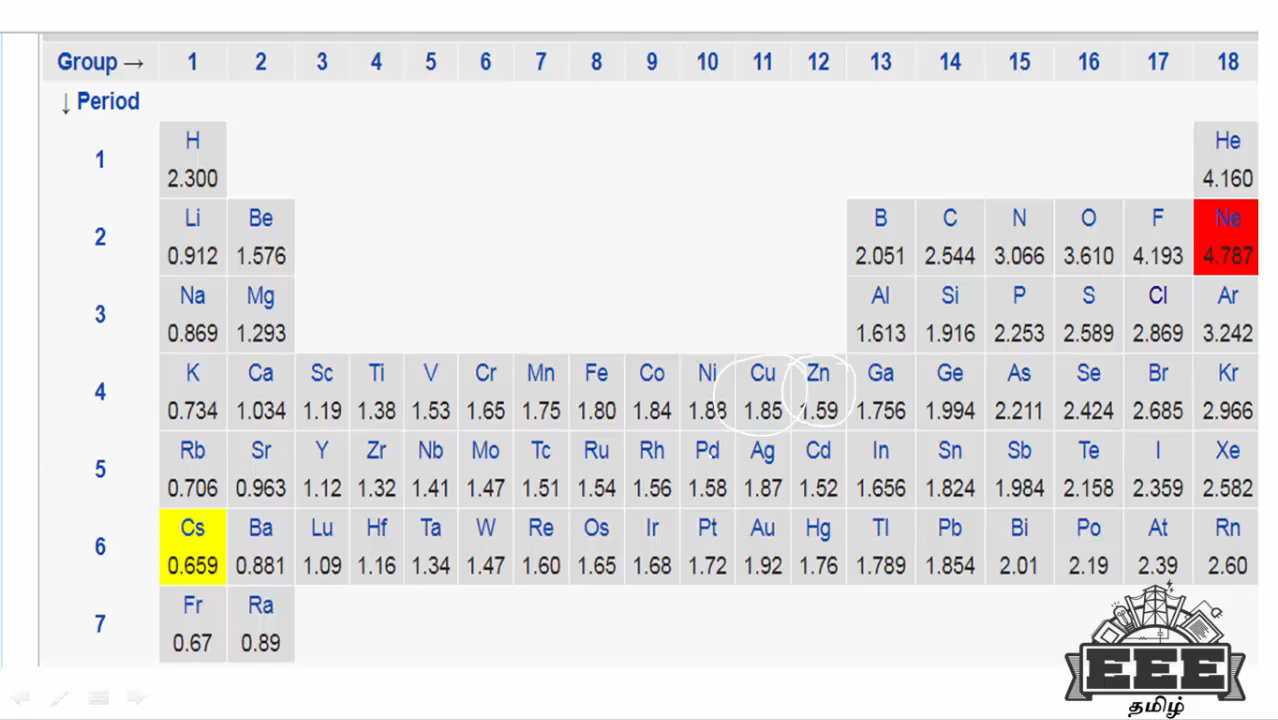 Group → 1 2 3 4 5 6 7 8 9 10 11 12 13 14 15 16 17 18
↓ Period
H He
1
2.300 4.160
Li Be B C N O F Ne
2
0.912 1.576 2.051 2.544 3.066 3.610 4.193 4.787
Na Mg Al Si P S Cl Ar
3
0.869 1.293 1.613 1.916 2.253 2.589 2.869 3.242
K Ca Sc Ti V Cr Mn Fe Co Ni Cu Zn Ga Ge As Se Br Kr
4
0.734 1.034 1.19 1.38 1.53 1.65 1.75 1.80 1.84 1.88 1.85 1.59 1.756 1.994 2.211 2.424 2.685 2.966
Rb Sr Y Zr Nb Mo Tc Ru Rh Pd Ag Cd In Sn Sb Te I Xe
5
0.706 0.963 1.12 1.32 1.41 1.47 1.51 1.54 1.56 1.58 1.87 1.52 1.656 1.824 1.984 2.158 2.359 2.582
Cs Ba Lu Hf Ta W Re Os Ir Pt Au Hg Tl Pb Bi Po At Rn
6
0.659 0.881 1.09 1.16 1.34 1.47 1.60 1.65 1.68 1.72 1.92 1.76 1.789 1.854 2.01 2.19 2.39 2.60
Fr Ra
7
0.67 0.89
EEE
தமிழ்